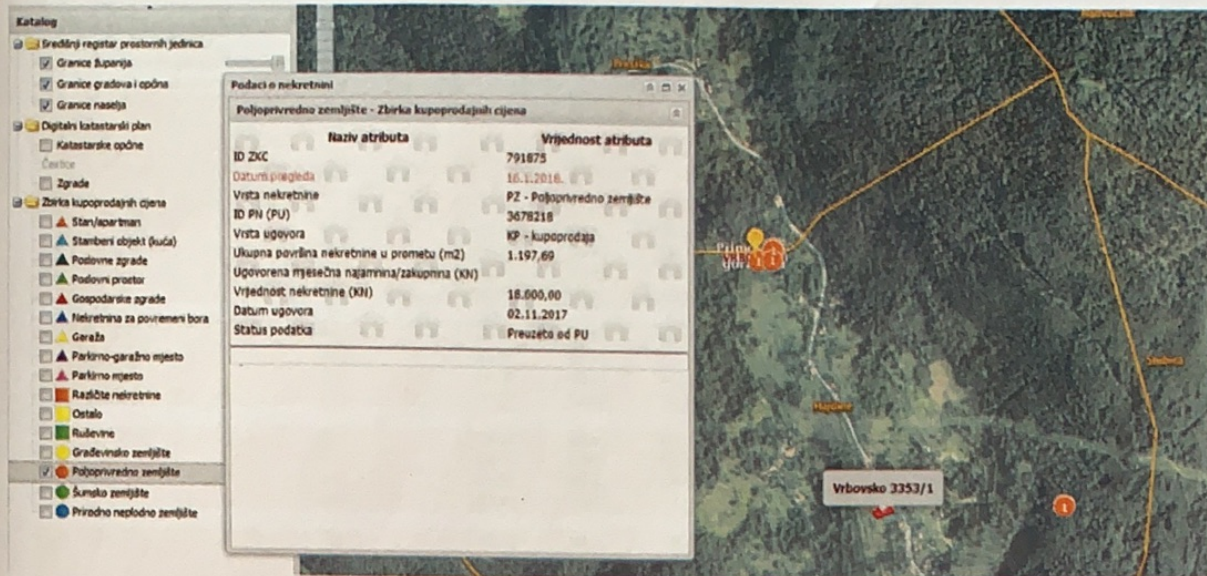 Katalog
Središnji registar prostornih jedinica
Granice županija
Granice gradova i općina
Granice naselja
Digitalni katastarski plan
Katastarske općine
Čestice
Zgrade
Zbirka kupoprodajnih cijena
Stan/apartman
Stambeni objekt (kuća)
Poslovne zgrade
Poslovni prostor
Gospodarske zgrade
Nekretnina za povremeni bora
Garaža
Parkirno-garažno mjesto
Parkirno mjesto
Različite nekretnine
Ostalo
Ruševine
Građevinsko zemljište
Poljoprivredno zemljište
Šumsko zemljište
Prirodno neplodno zemljište
Podaci o nekretnini
Poljoprivredno zemljište - Zbirka kupoprodajnih cijena
Naziv atributa Vrijednost atributa
ID ZKC 791875
Datum pregleda 16.1.2018.
Vrsta nekretnine PZ - Poljoprivredno zemljište
ID PN (PU) 3678218
Vrsta ugovora KP - kupoprodaja
Ukupna površina nekretnine u prometu (m2) 1.197,69
Ugovorena mjesečna najamnina/zakupnina (KN)
Vrijednost nekretnine (KN) 18.000,00
Datum ugovora 02.11.2017
Status podatka Preuzeto od PU
Hajdine
Vrbovsko 3353/1
1